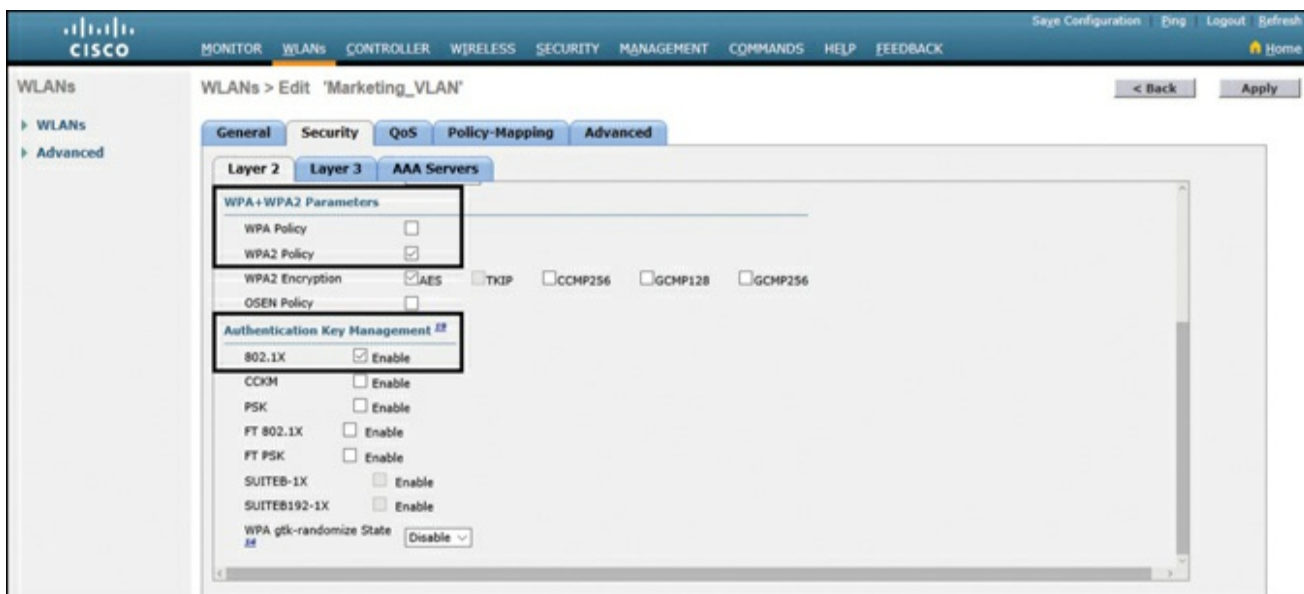 Save Configuration Ping Logout Refresh
CISCO MONITOR WLANs CONTROLLER WIRELESS SECURITY MANAGEMENT COMMANDS HELP FEEDBACK Home
WLANs WLANs > Edit 'Marketing_VLAN' < Back Apply
WLANs
Advanced
General Security QoS Policy-Mapping Advanced
Layer 2 Layer 3 AAA Servers
WPA+WPA2 Parameters
WPA Policy
WPA2 Policy
WPA2 Encryption AES TKIP CCMP256 GCMP128 GCMP256
OSEN Policy
Authentication Key Management 19
802.1X Enable
CCKM Enable
PSK Enable
FT 802.1X Enable
FT PSK Enable
SUITEB-1X Enable
SUITEB192-1X Enable
WPA gtk-randomize State Disable
14